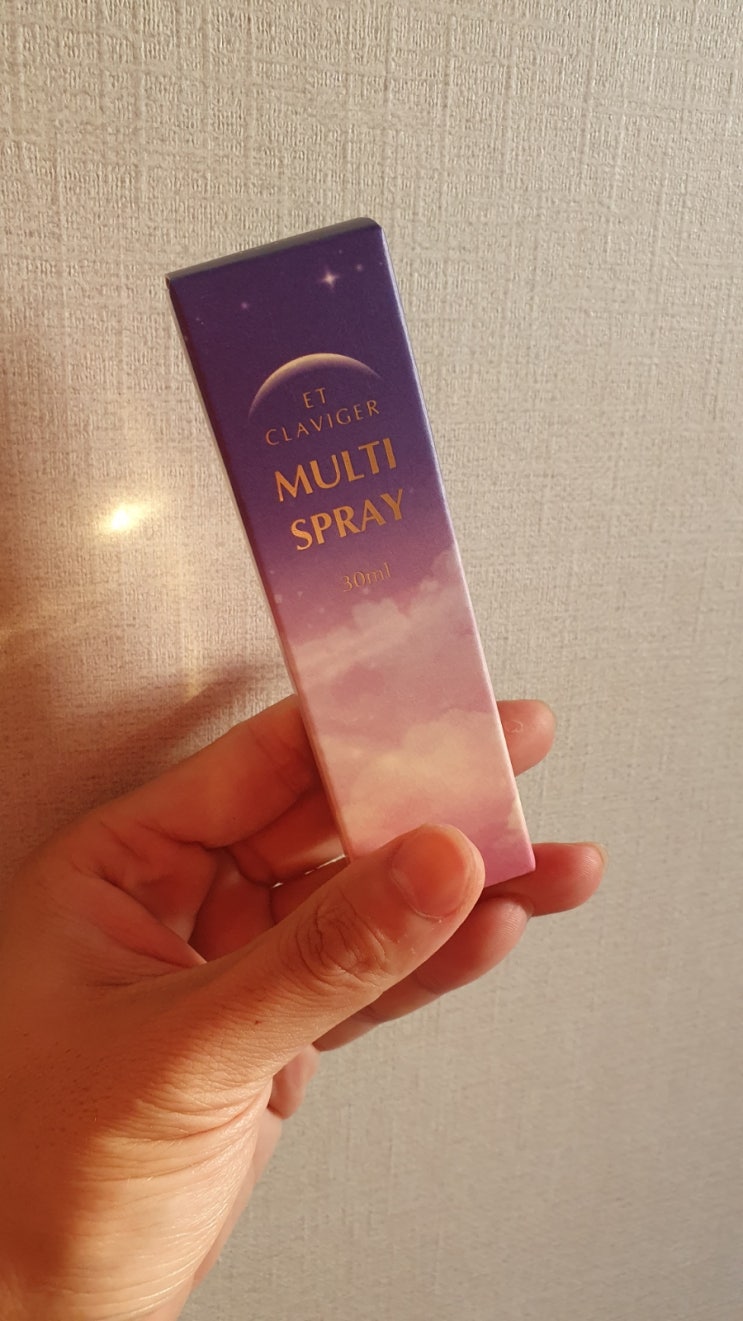 ET
CLAVIGER
MULTI
SPRAY
30ml